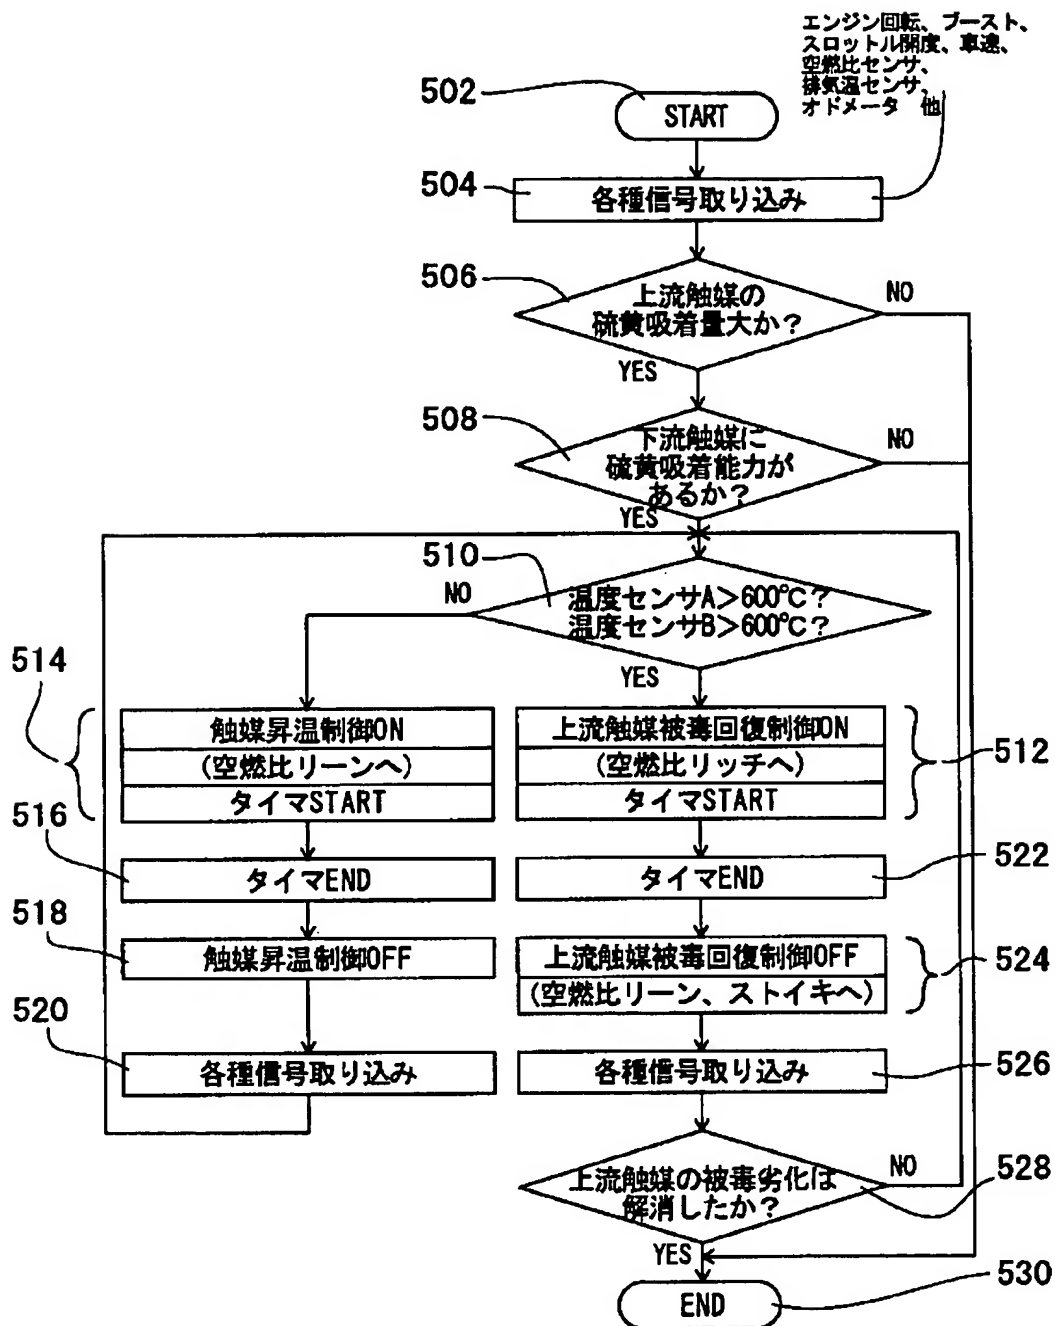 エンジン回転、ブースト、
スロットル開度、車速、
空燃比センサ、
排気温センサ、
オドメータ 他
502
START
504
各種信号取り込み
506
上流触媒の
硫黄吸着量大か?
NO
YES
508
下流触媒に
硫黄吸着能力が
あるか?
NO
YES
510
温度センサA>600℃?
温度センサB>600℃?
NO
YES
514
触媒昇温制御ON
(空燃比リーンへ)
タイマSTART
上流触媒被毒回復制御ON
(空燃比リッチへ)
タイマSTART
512
516
タイマEND
タイマEND
522
518
触媒昇温制御OFF
上流触媒被毒回復制御OFF
(空燃比リーン、ストイキへ)
524
520
各種信号取り込み
各種信号取り込み
526
上流触媒の被毒劣化は
解消したか?
NO
528
YES
END
530